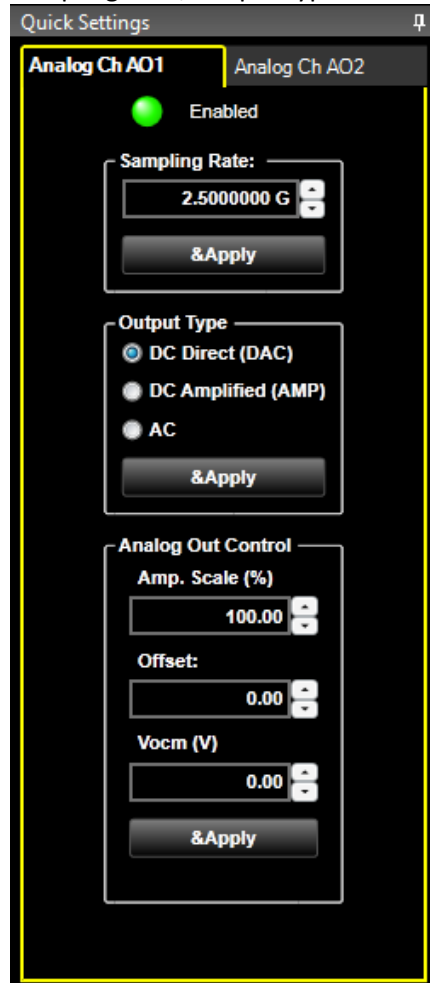 Quick Settings
Analog Ch AO1
Analog Ch AO2
Enabled
Sampling Rate:
2.5000000 G
&Apply
Output Type
DC Direct (DAC)
DC Amplified (AMP)
AC
&Apply
Analog Out Control
Amp. Scale (%)
100.00
Offset:
0.00
Vocm (V)
0.00
&Apply